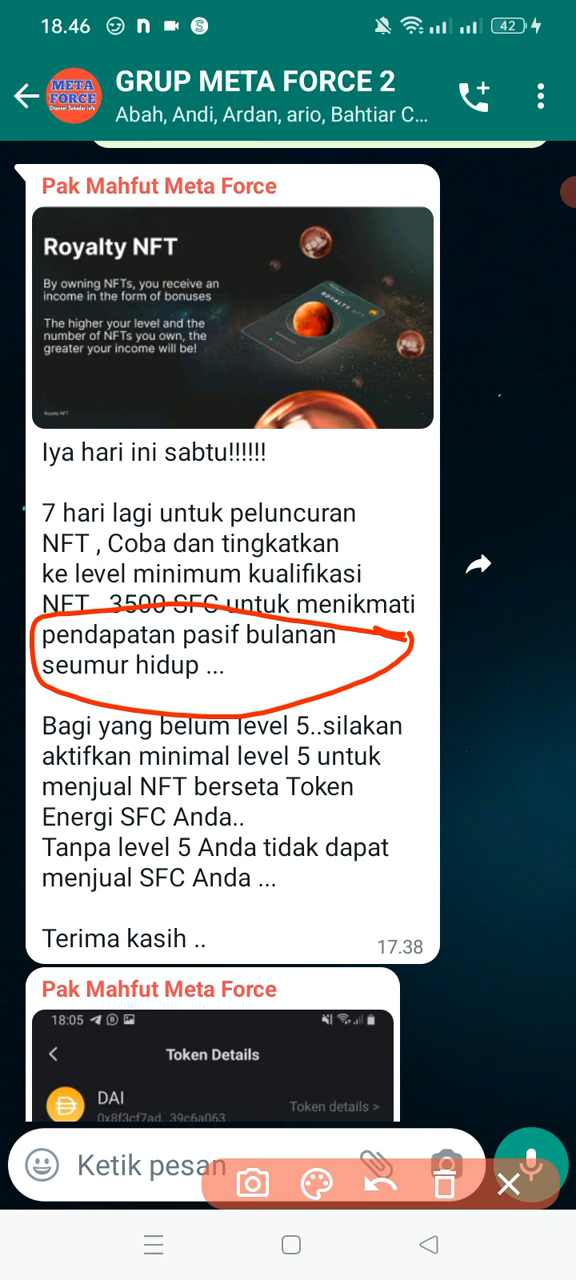 18.46
42
META
FORCE
GRUP META FORCE 2
Abah, Andi, Ardan, ario, Bahtiar C...
Pak Mahfut Meta Force
Royalty NFT
By owning NFTs, you receive an
income in the form of bonuses
The higher your level and the
number of NFTs you own, the
greater your income will be!
ROYALTY NFT
Royalty NFT
Iya hari ini sabtu!!!!!!
7 hari lagi untuk peluncuran
NFT , Coba dan tingkatkan
ke level minimum kualifikasi
NFT 3500 SFC untuk menikmati
pendapatan pasif bulanan
seumur hidup ...
Bagi yang belum level 5..silakan
aktifkan minimal level 5 untuk
menjual NFT berseta Token
Energi SFC Anda..
Tanpa level 5 Anda tidak dapat
menjual SFC Anda ...
Terima kasih ..
17.38
Pak Mahfut Meta Force
18:05
Token Details
DAI
Token details >
0x8f3cf7ad..39c6a063
Ketik pesan